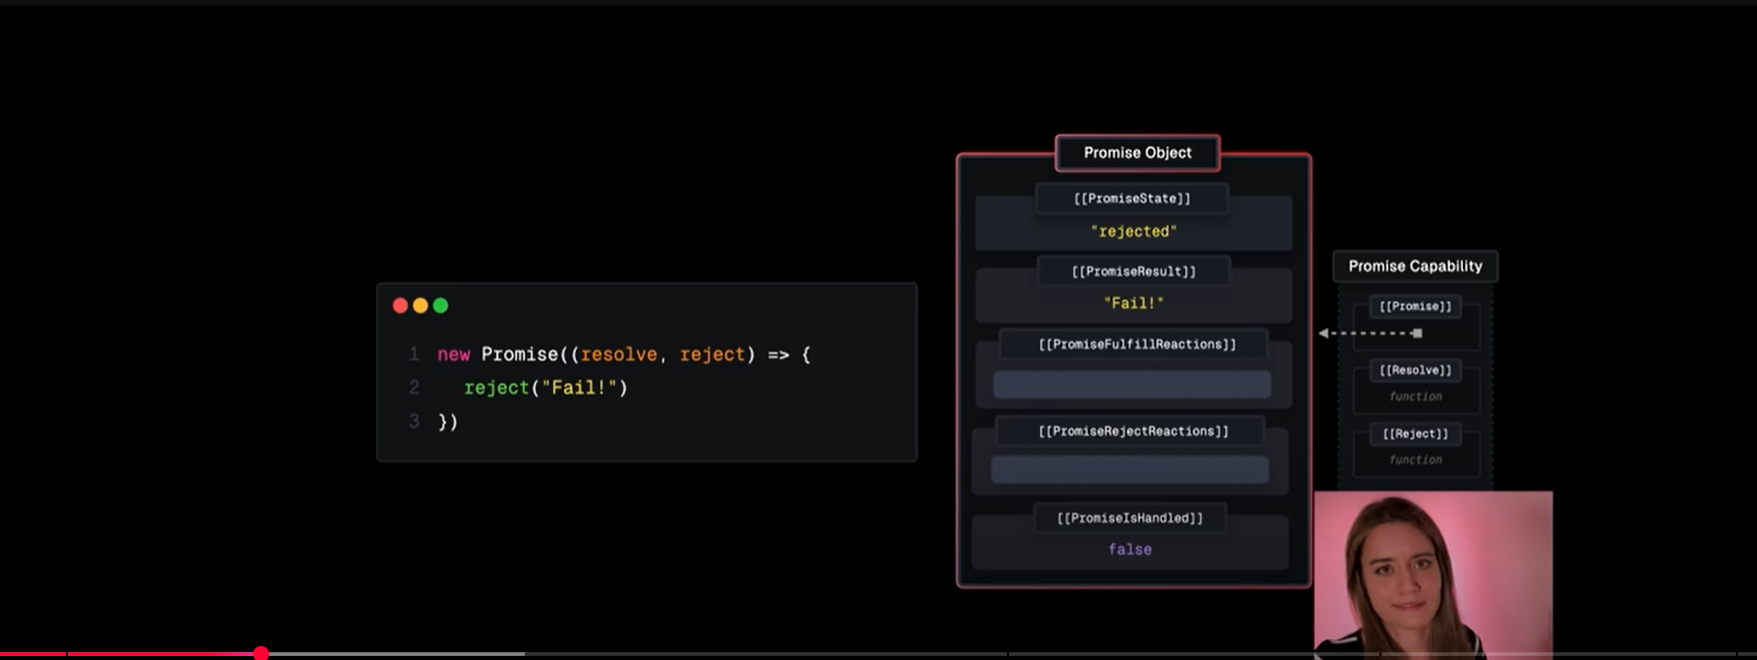 1 new Promise((resolve, reject) => {
2 reject("Fail!")
3 })
Promise Object
[[PromiseState]]
"rejected"
[[PromiseResult]]
"Fail!"
[[PromiseFulfillReactions]]
[[PromiseRejectReactions]]
[[PromiseIsHandled]]
false
Promise Capability
[[Promise]]
[[Resolve]]
function
[[Reject]]
function